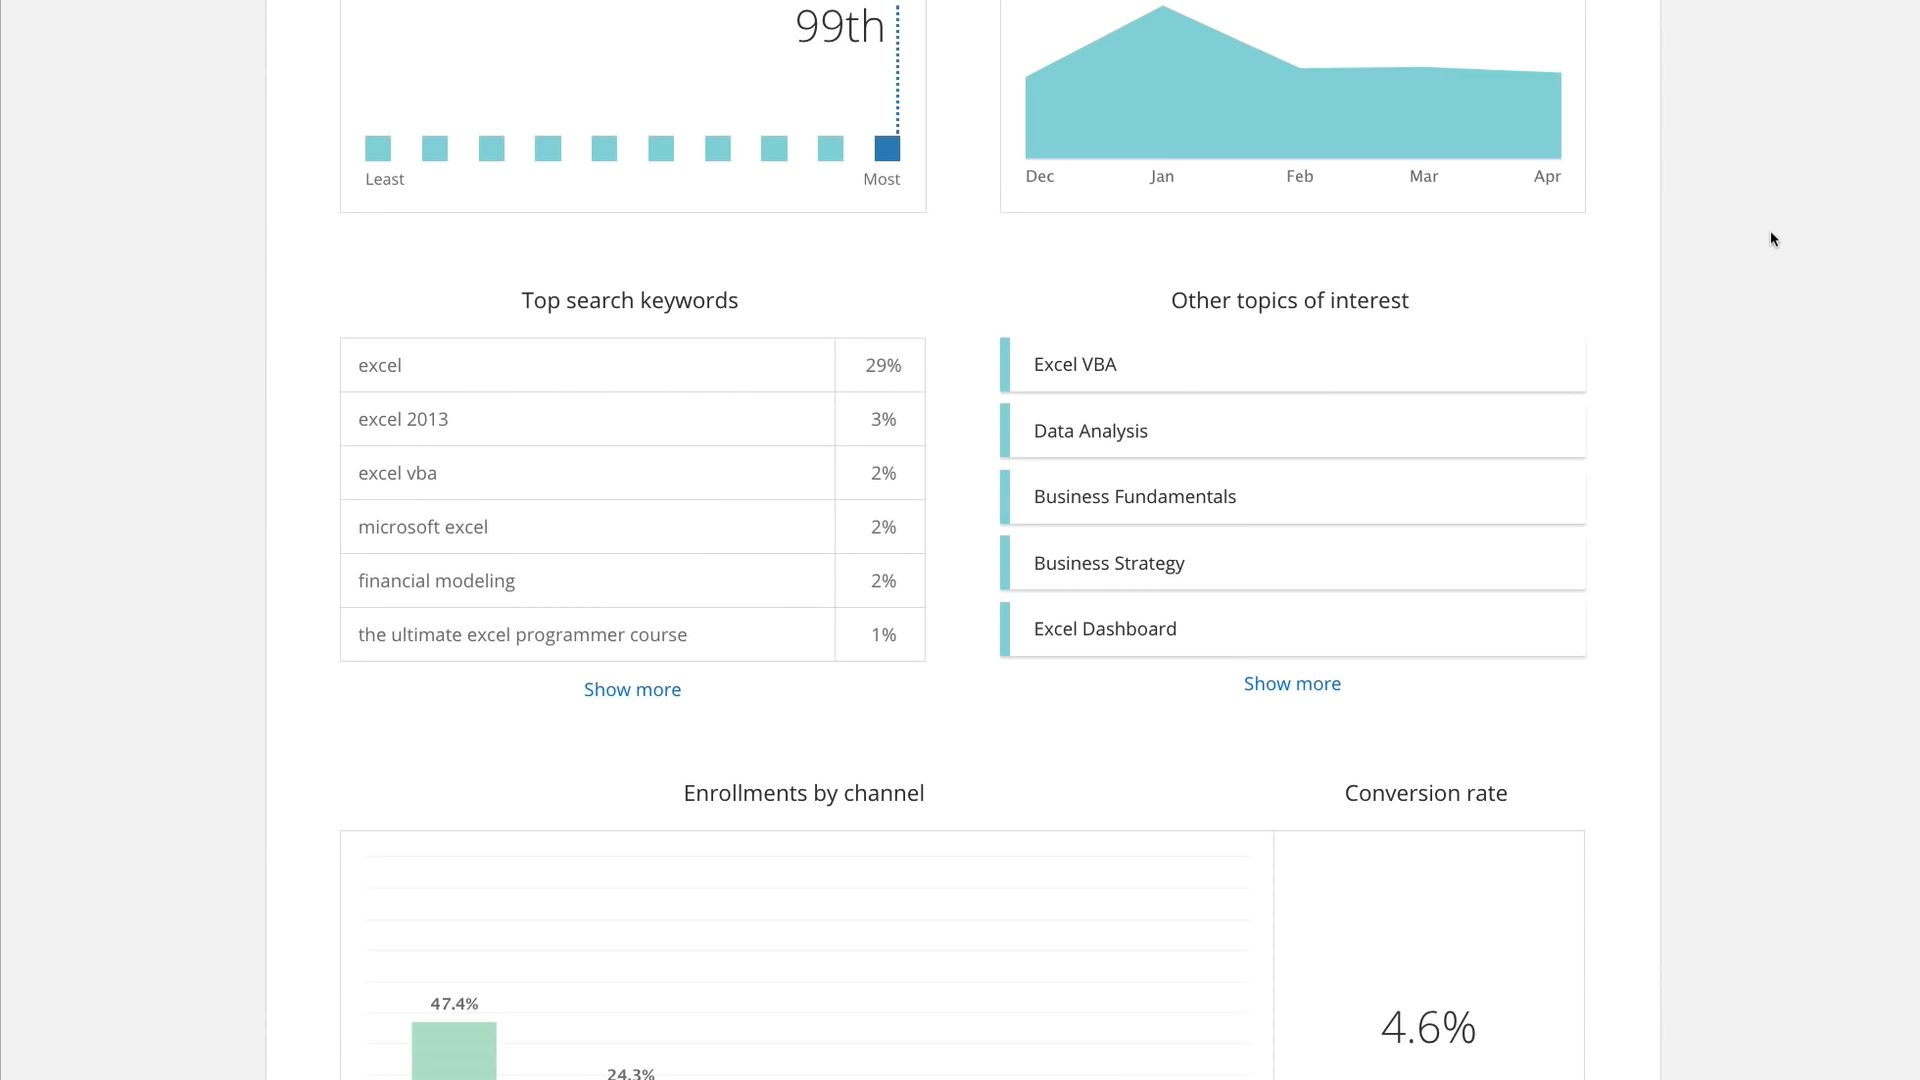 99th
Least Most
Dec Jan Feb Mar Apr
Top search keywords
excel 29%
excel 2013 3%
excel vba 2%
microsoft excel 2%
financial modeling 2%
the ultimate excel programmer course 1%
Show more
Other topics of interest
Excel VBA
Data Analysis
Business Fundamentals
Business Strategy
Excel Dashboard
Show more
Enrollments by channel
47.4%
24.3%
Conversion rate
4.6%